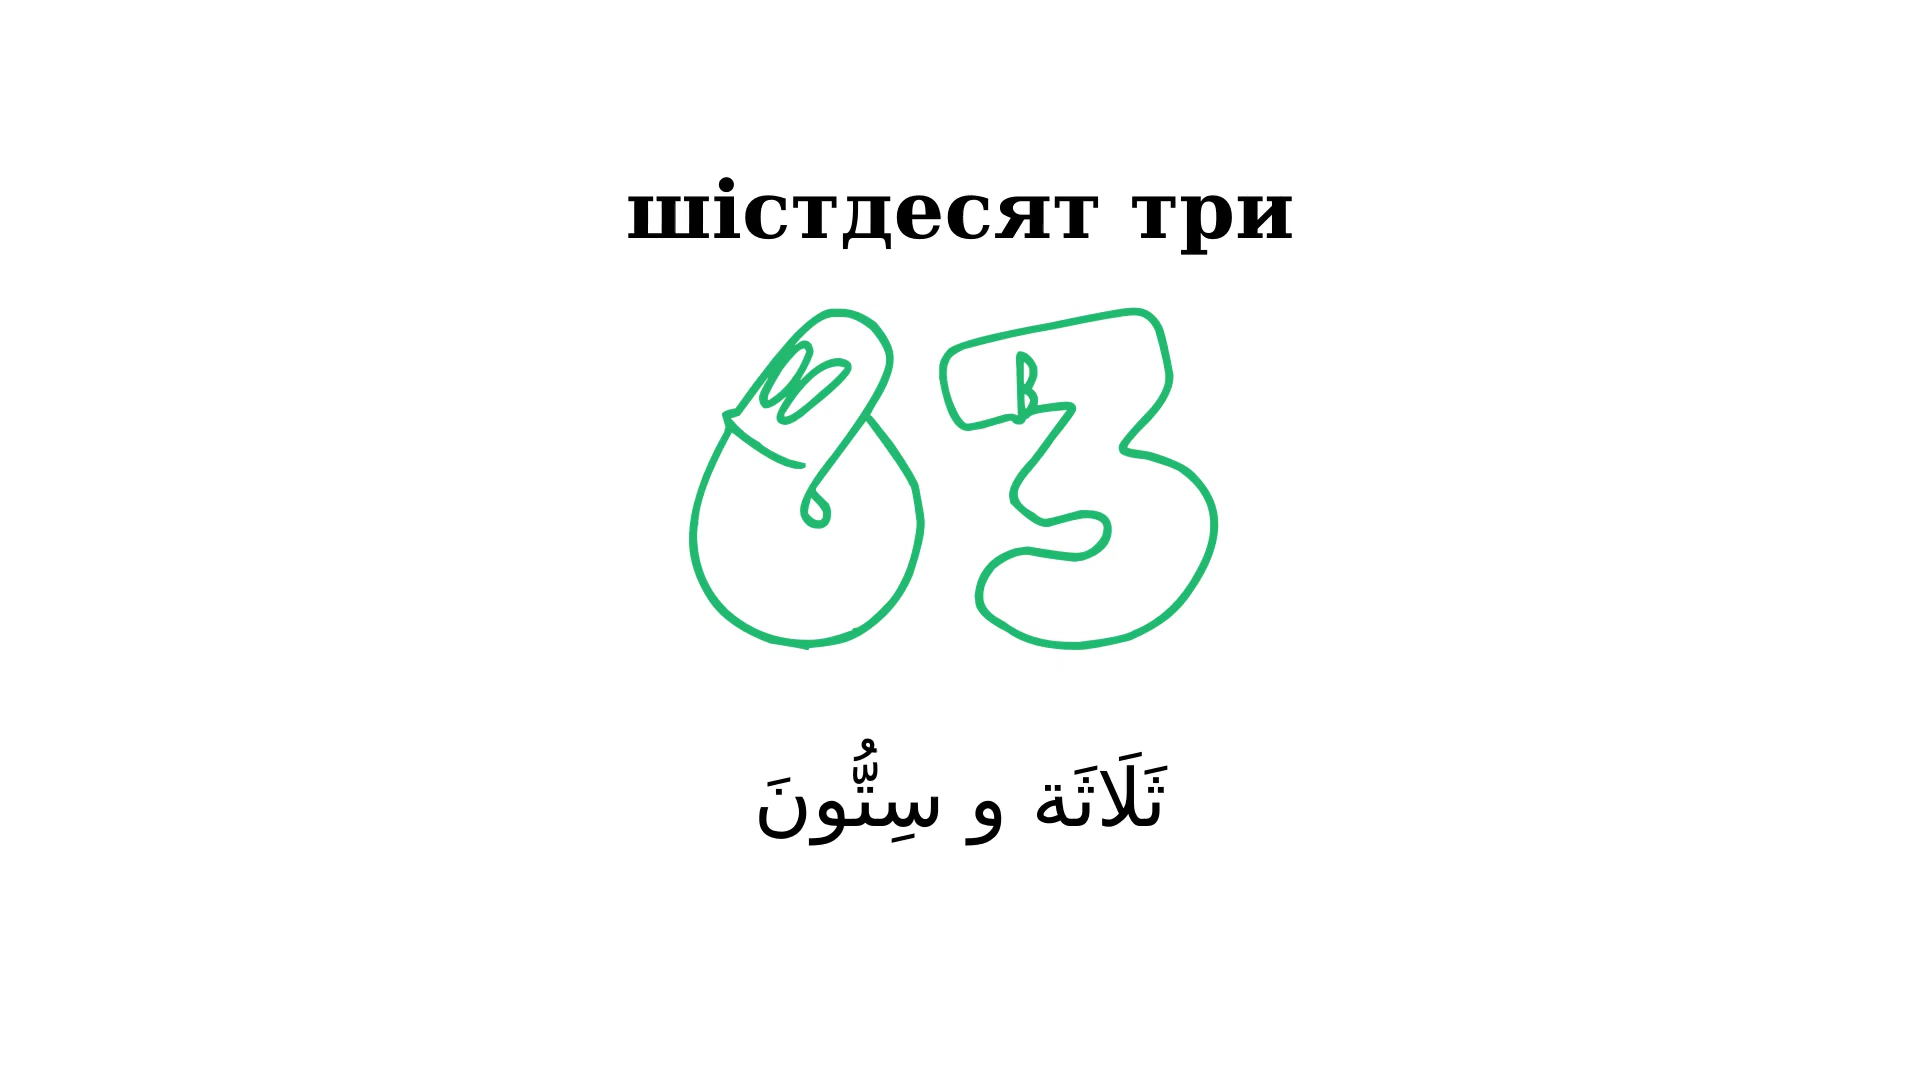 шістдесят три
63
ثَلَاثَة و سِتُّونَ